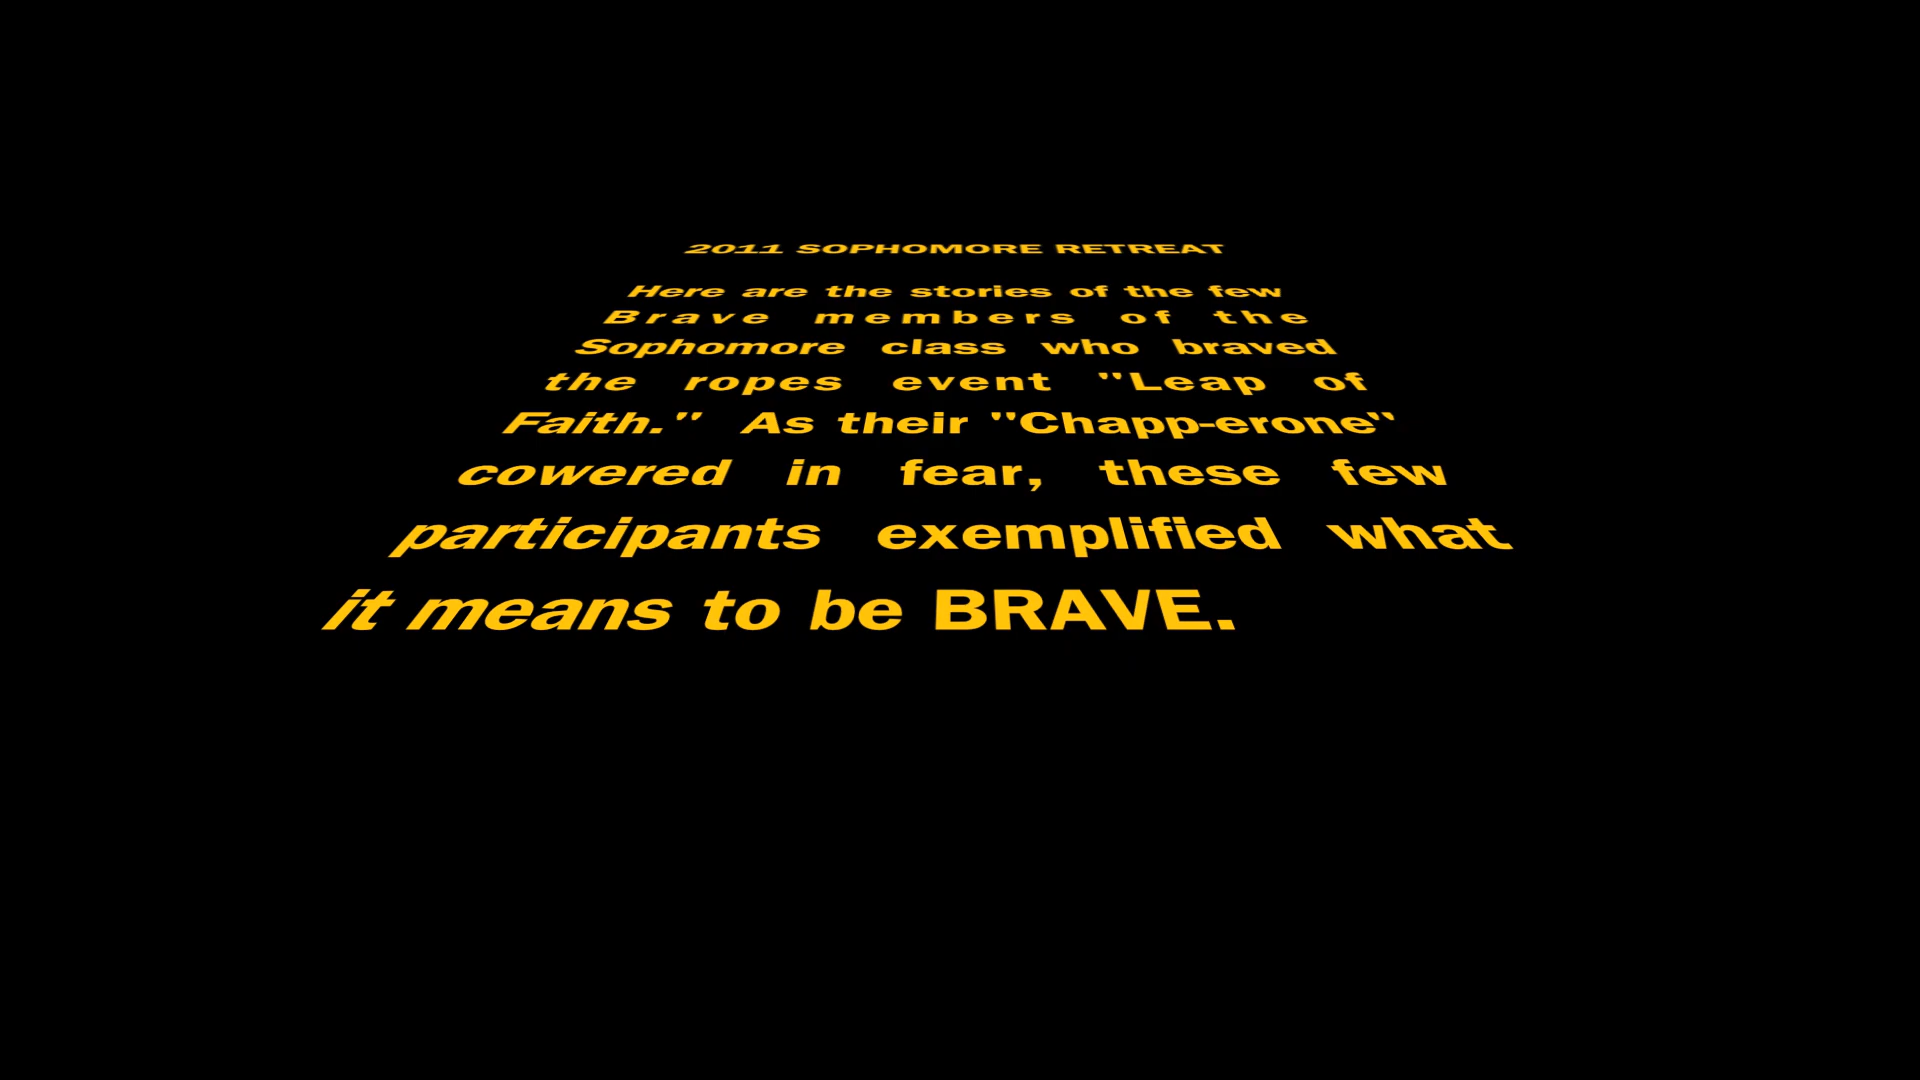 2011 SOPHOMORE RETREAT
Here are the stories of the few
Brave members of the
Sophomore class who braved
the ropes event "Leap of
Faith." As their "Chapp-erone"
cowered in fear, these few
participants exemplified what
it means to be BRAVE.